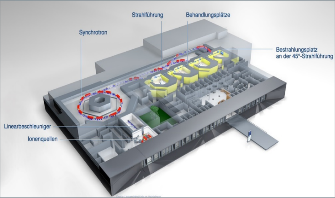 Strahlführung
Behandlungsplätze
Synchrotron
Bestrahlungsplatz
an der 45°-Strahlführung
Linearbeschleuniger
Ionenquellen